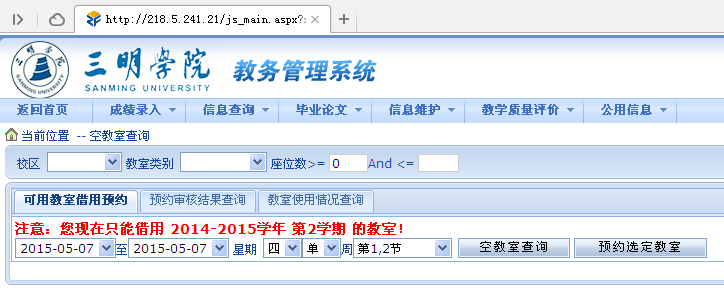 http://218.5.241.21/js_main.aspx?
三明学院 教务管理系统
SANMING UNIVERSITY
返回首页 成绩录入 信息查询 毕业论文 信息维护 教学质量评价 公用信息
当前位置 -- 空教室查询
校区 教室类别 座位数>= 0 And <=
可用教室借用预约 预约审核结果查询 教室使用情况查询
注意：您现在只能借用 2014-2015学年 第2学期 的教室！
2015-05-07 至 2015-05-07 星期 四 单 周 第1,2节 空教室查询 预约选定教室